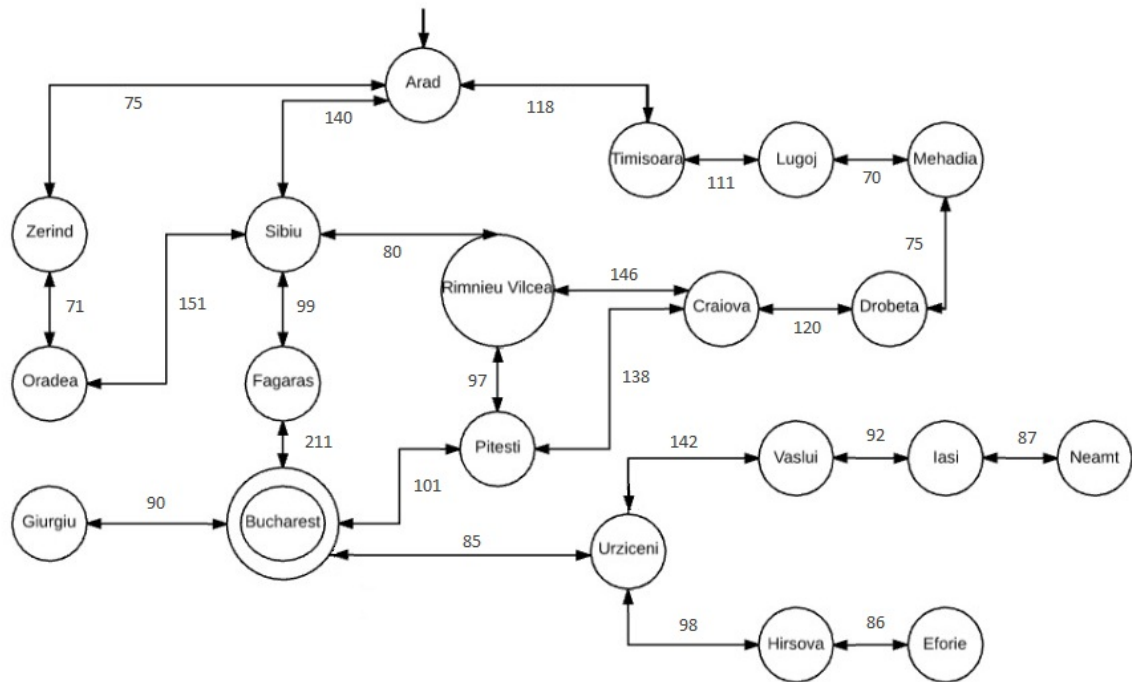 Arad
75
140
118
Timisoara
Lugoj
Mehadia
111
70
Zerind
Sibiu
80
75
Rimnieu Vilcea
146
Craiova
Drobeta
71
151
99
120
Oradea
Fagaras
97
138
211
Pitesti
142
Vaslui
92
Iasi
87
Neamt
101
Giurgiu
90
Bucharest
85
Urziceni
98
Hirsova
86
Eforie